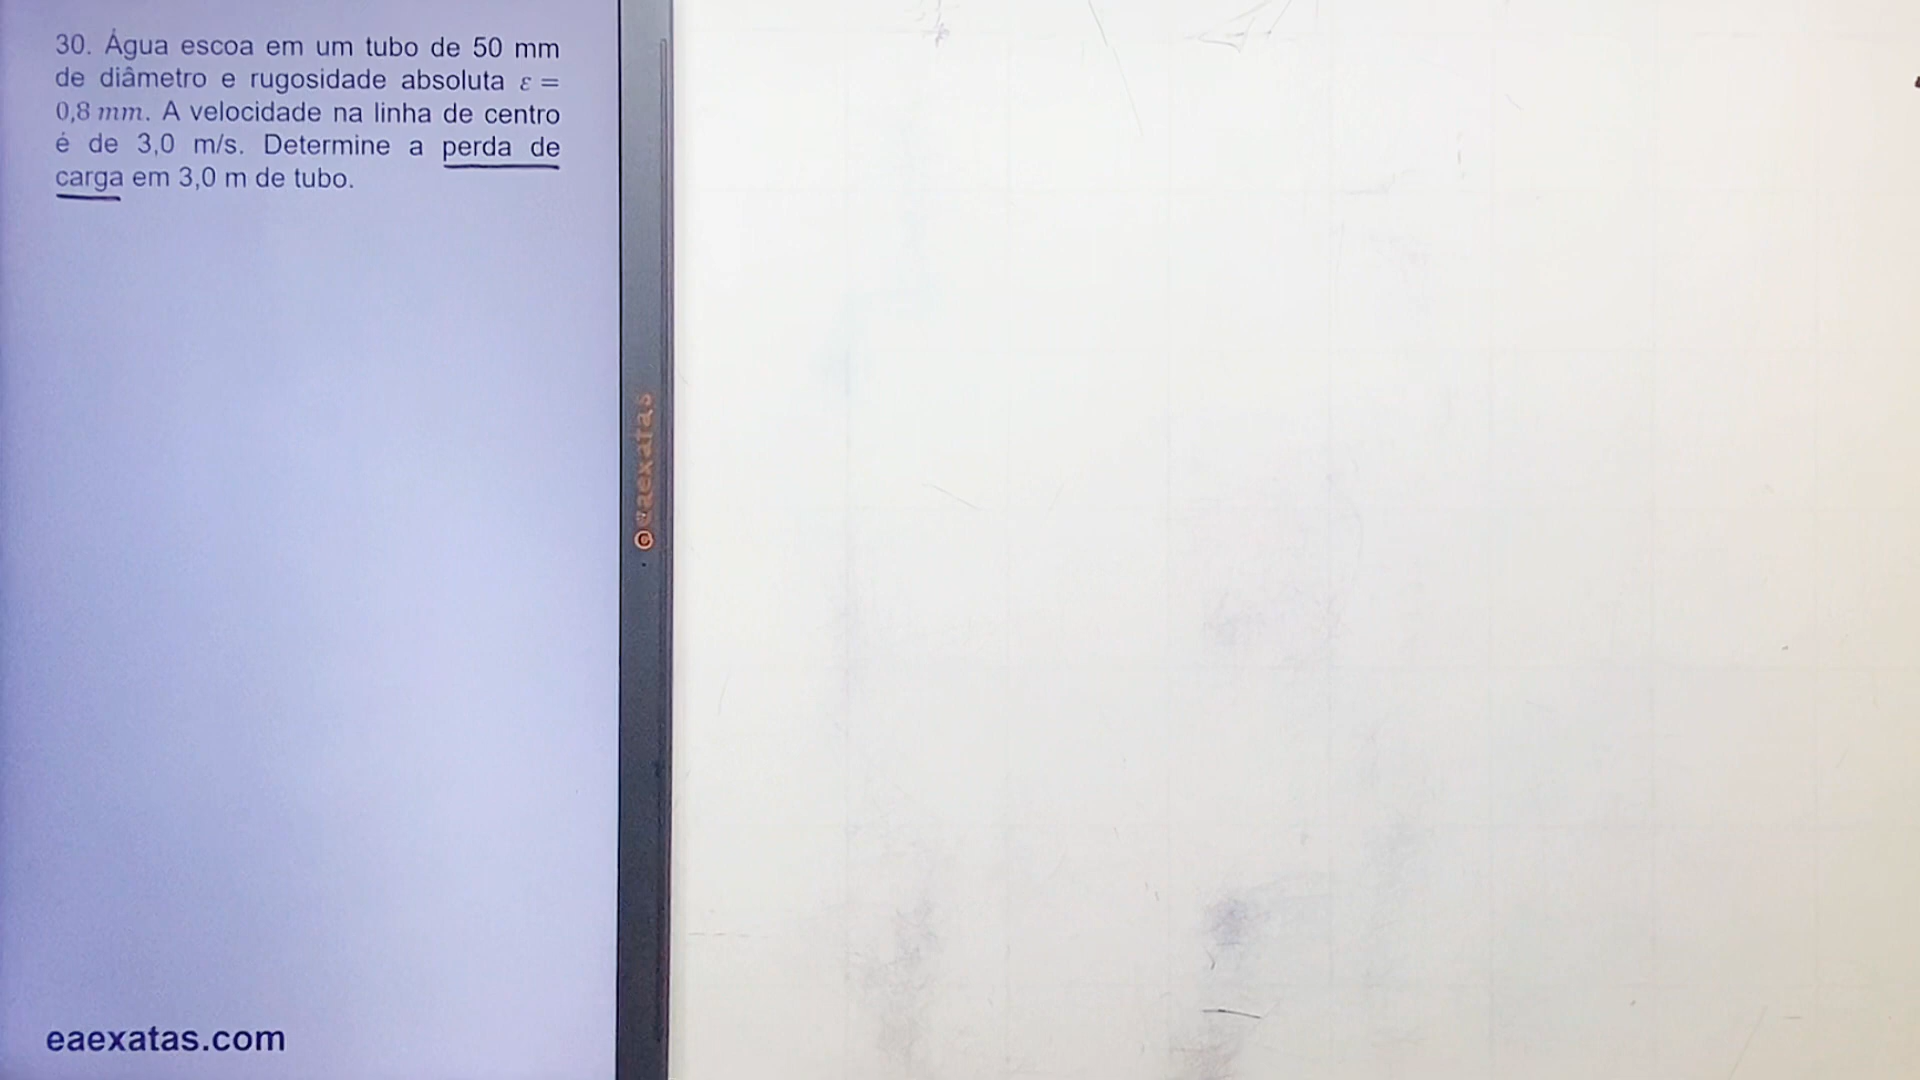 30. Água escoa em um tubo de 50 mm
de diâmetro e rugosidade absoluta ε =
0,8 mm. A velocidade na linha de centro
é de 3,0 m/s. Determine a perda de
carga em 3,0 m de tubo.
@eaexatas
eaexatas.com